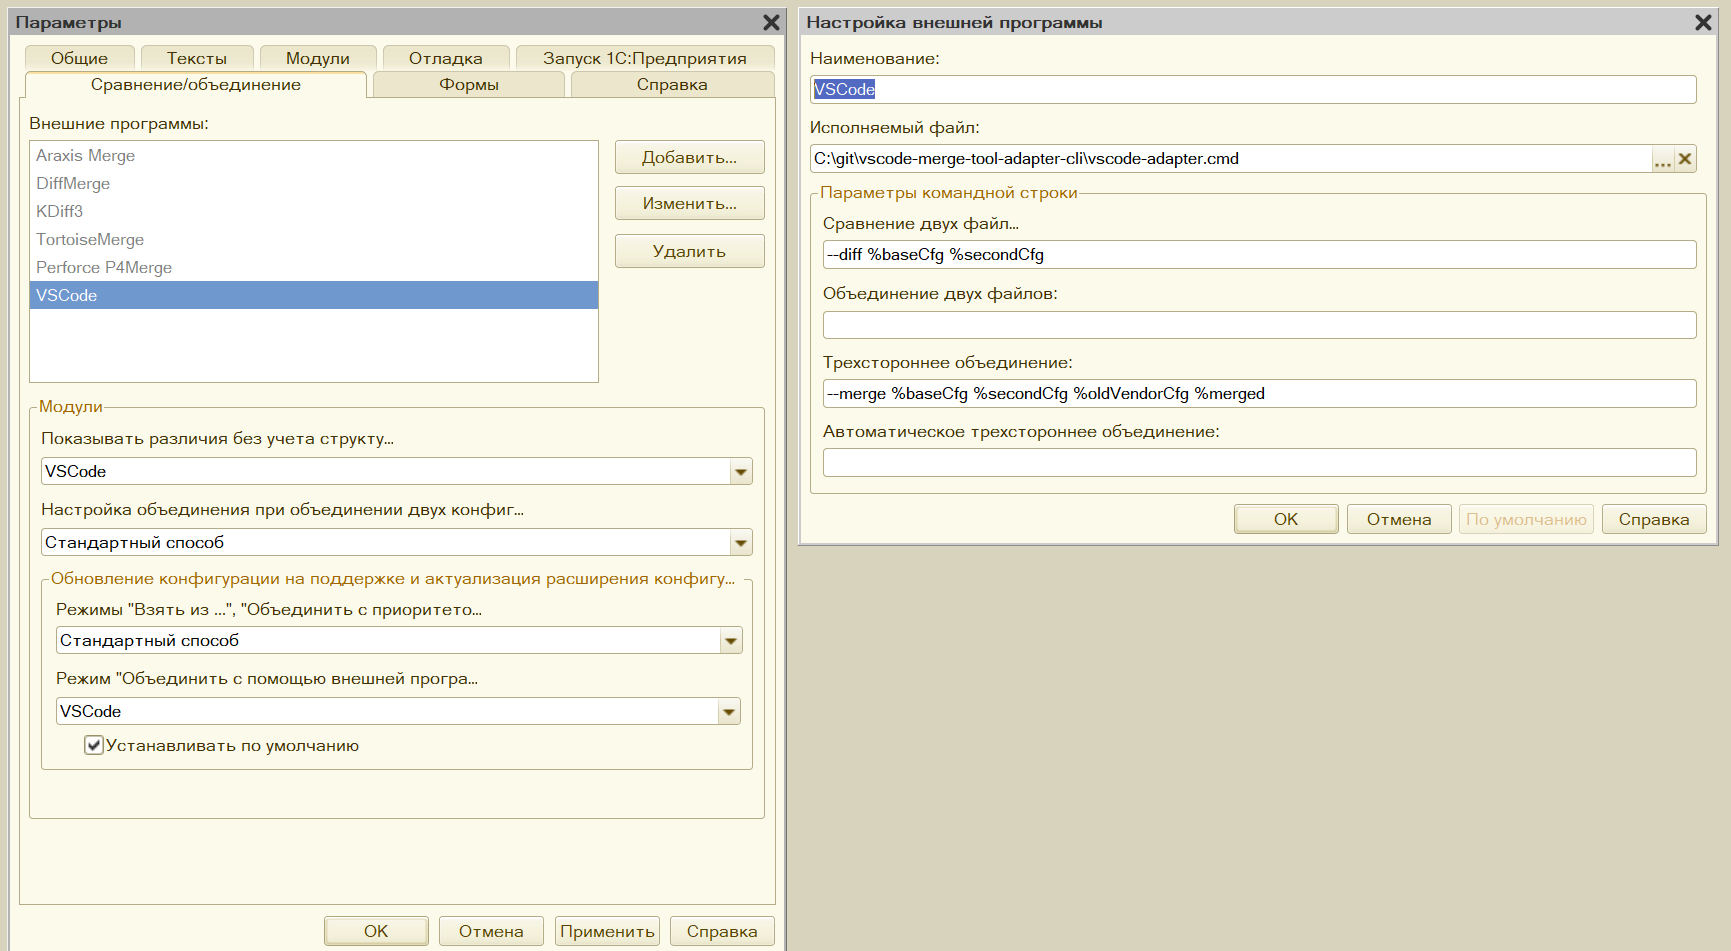 Параметры
Общие
Тексты
Модули
Отладка
Запуск 1С:Предприятия
Сравнение/объединение
Формы
Справка
Внешние программы:
Araxis Merge
DiffMerge
KDiff3
TortoiseMerge
Perforce P4Merge
VSCode
Добавить...
Изменить...
Удалить
Модули
Показывать различия без учета структу...
VSCode
Настройка объединения при объединении двух конфиг...
Стандартный способ
Обновление конфигурации на поддержке и актуализация расширения конфигу...
Режимы "Взять из ...", "Объединить с приоритето...
Стандартный способ
Режим "Объединить с помощью внешней програ...
VSCode
Устанавливать по умолчанию
OK
Отмена
Применить
Справка
Настройка внешней программы
Наименование:
VSCode
Исполняемый файл:
C:\git\vscode-merge-tool-adapter-cli\vscode-adapter.cmd
...
Параметры командной строки
Сравнение двух файл...
--diff %baseCfg %secondCfg
Объединение двух файлов:
Трехстороннее объединение:
--merge %baseCfg %secondCfg %oldVendorCfg %merged
Автоматическое трехстороннее объединение:
OK
Отмена
По умолчанию
Справка